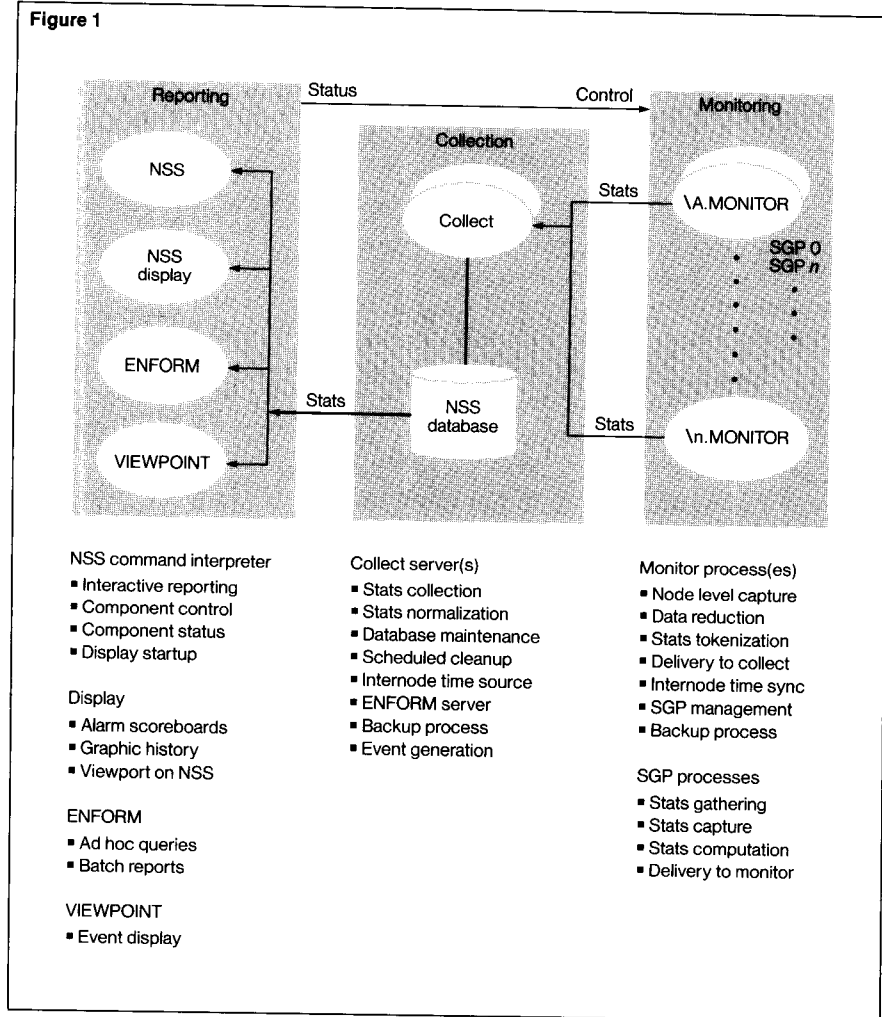 Figure 1
Reporting
Status
Control
Monitoring
Collection
NSS
Stats
\A.MONITOR
Collect
SGP 0
SGP n
NSS
display
ENFORM
Stats
NSS
database
Stats
\n.MONITOR
VIEWPOINT
NSS command interpreter
▪ Interactive reporting
▪ Component control
▪ Component status
▪ Display startup
Display
▪ Alarm scoreboards
▪ Graphic history
▪ Viewport on NSS
ENFORM
▪ Ad hoc queries
▪ Batch reports
VIEWPOINT
▪ Event display
Collect server(s)
▪ Stats collection
▪ Stats normalization
▪ Database maintenance
▪ Scheduled cleanup
▪ Internode time source
▪ ENFORM server
▪ Backup process
▪ Event generation
Monitor process(es)
▪ Node level capture
▪ Data reduction
▪ Stats tokenization
▪ Delivery to collect
▪ Internode time sync
▪ SGP management
▪ Backup process
SGP processes
▪ Stats gathering
▪ Stats capture
▪ Stats computation
▪ Delivery to monitor